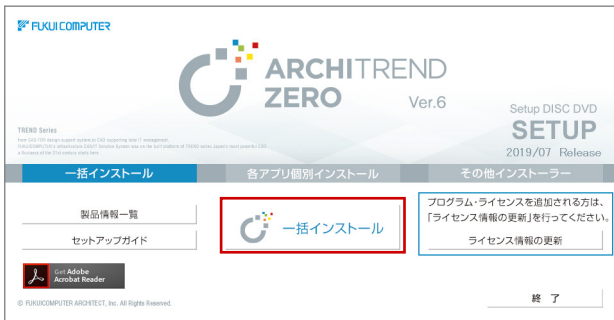 FUKUI COMPUTER
ARCHITREND
ZERO Ver.6
Setup DISC DVD
SETUP
2019/07 Release
TREND Series
一括インストール
各アプリ個別インストール
その他インストーラー
製品情報一覧
セットアップガイド
一括インストール
プログラム・ライセンスを追加される方は、
「ライセンス情報の更新」を行ってください。
ライセンス情報の更新
Get Adobe
Acrobat Reader
© FUKUICOMPUTER ARCHITECT, Inc. All Rights Reserved.
終 了